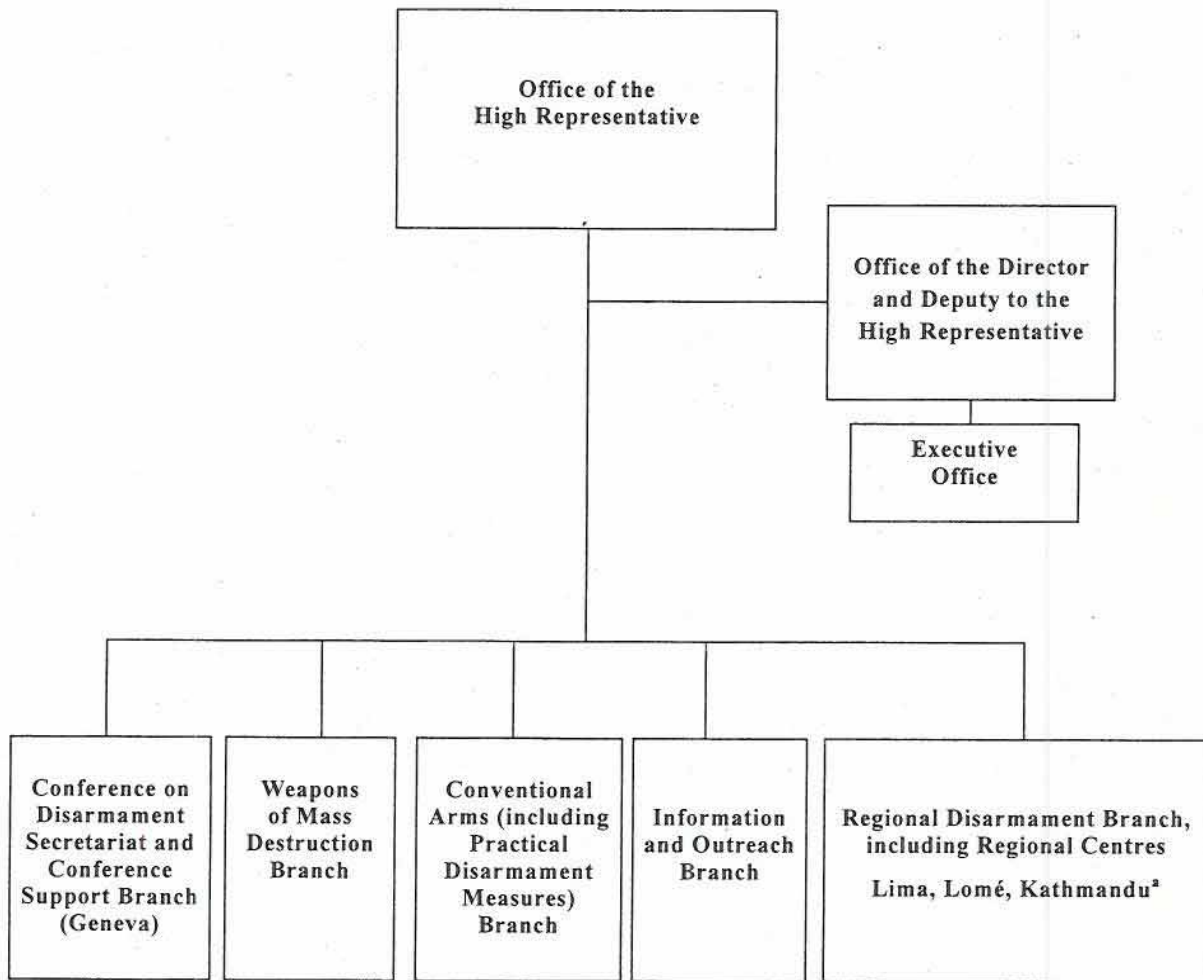 Office of the
High Representative
Office of the Director
and Deputy to the
High Representative
Executive
Office
Conference on
Disarmament
Secretariat and
Conference
Support Branch
(Geneva)
Weapons
of Mass
Destruction
Branch
Conventional
Arms (including
Practical
Disarmament
Measures)
Branch
Information
and Outreach
Branch
Regional Disarmament Branch,
including Regional Centres
Lima, Lomé, Kathmanduª